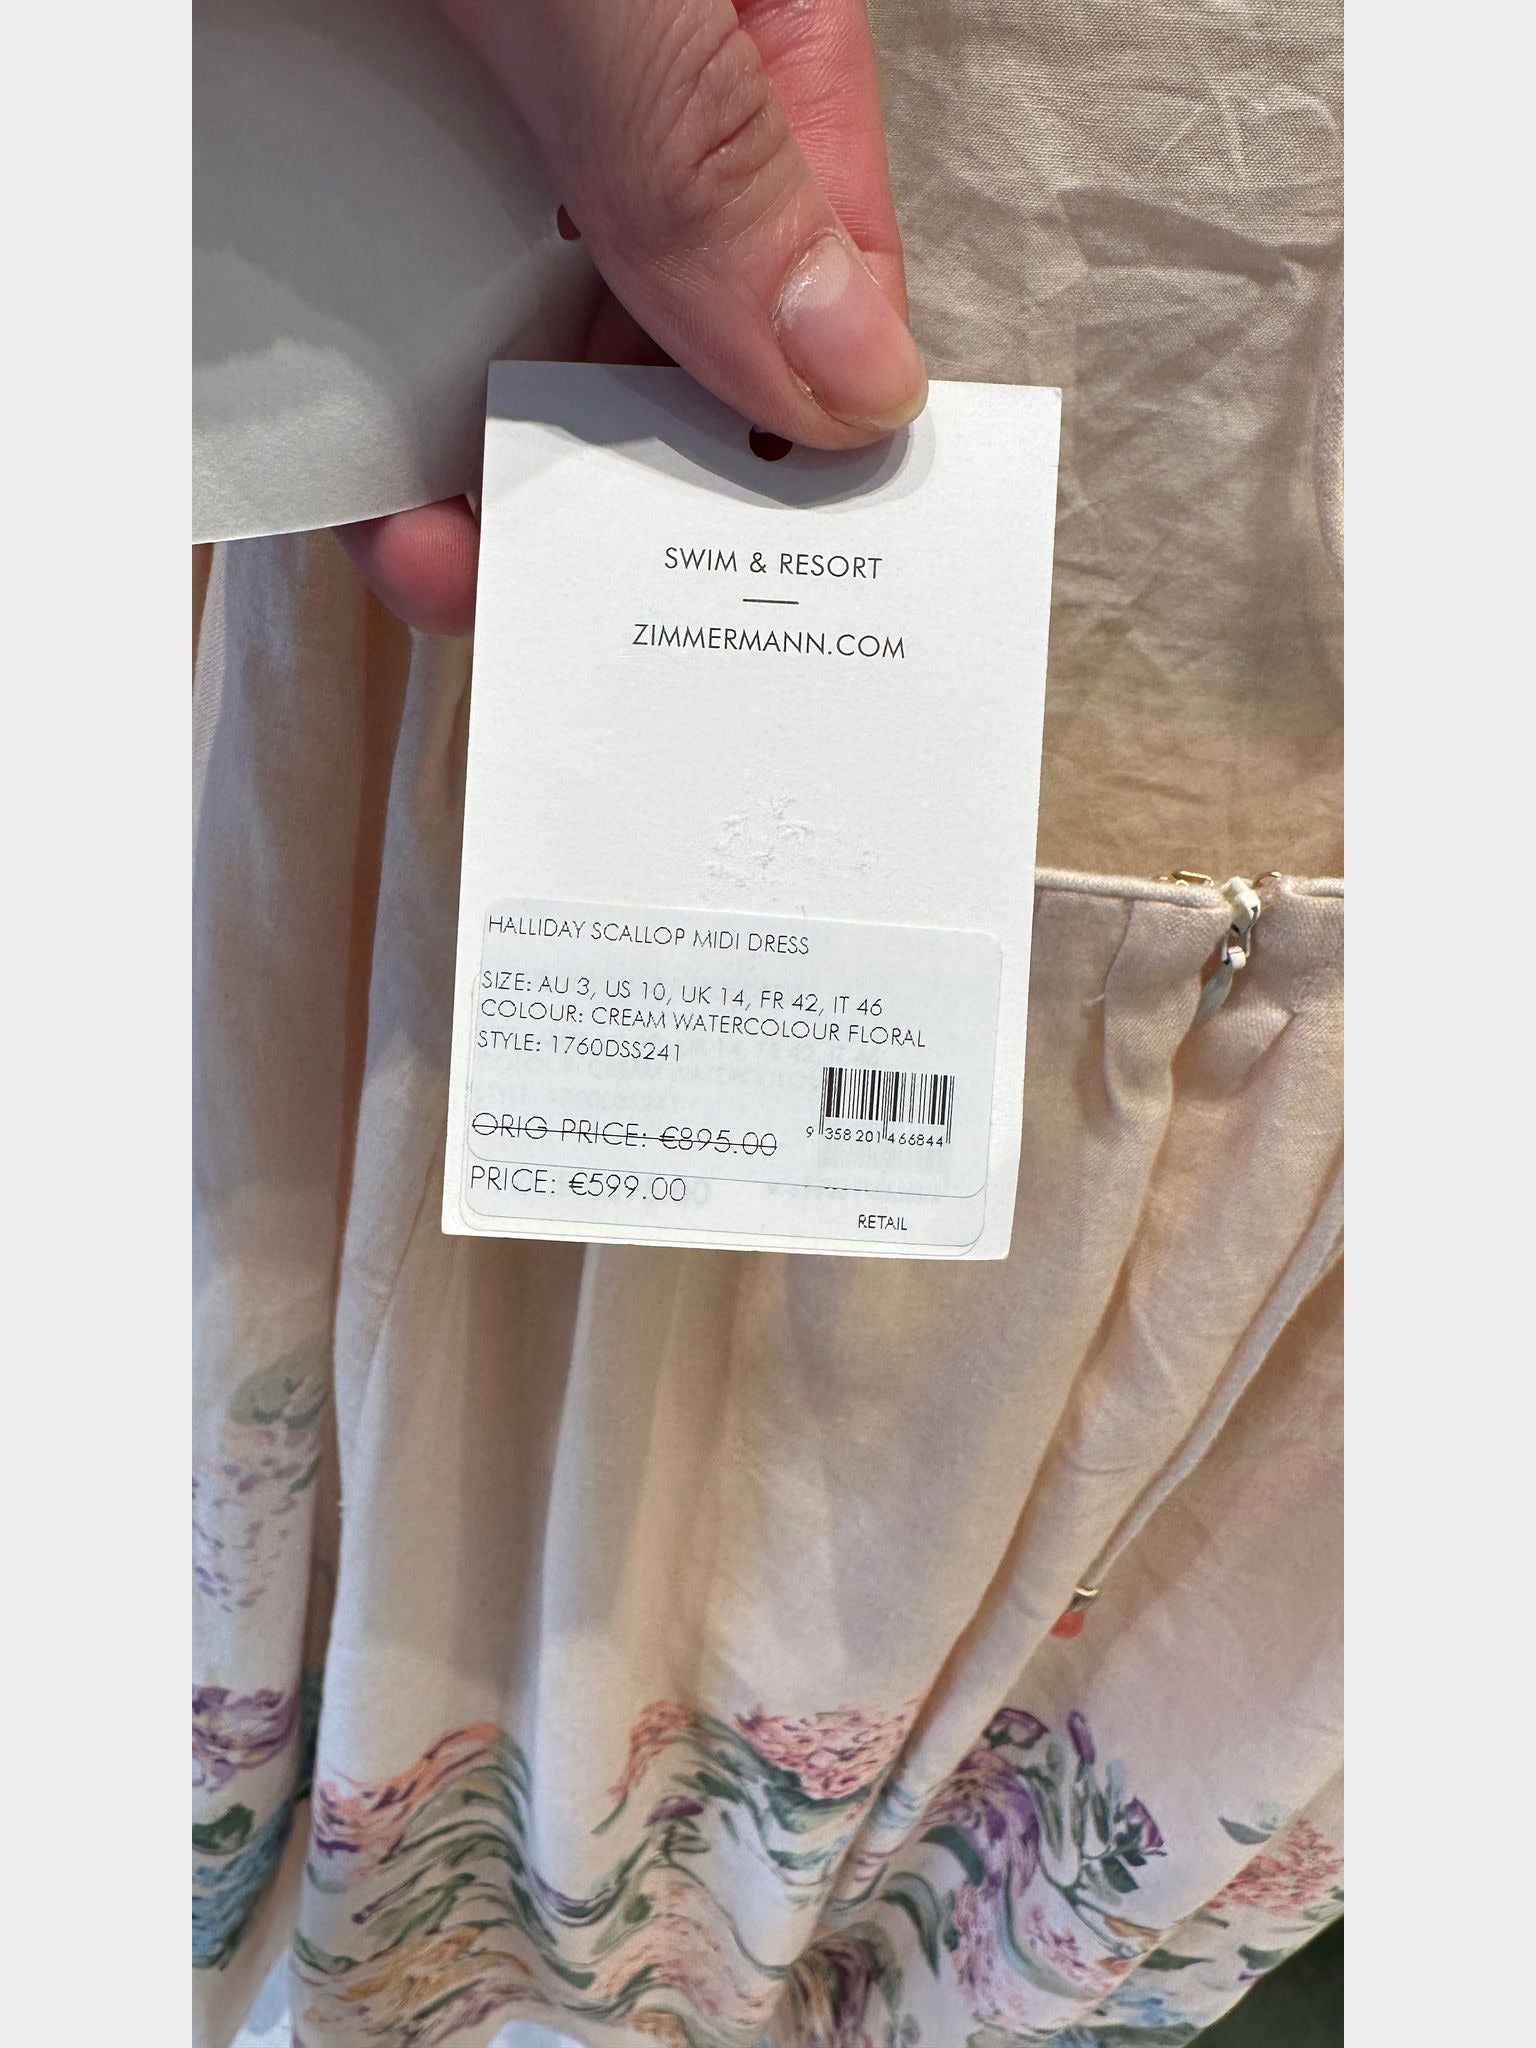 SWIM & RESORT
ZIMMERMANN.COM
HALLIDAY SCALLOP MIDI DRESS
SIZE: AU 3, US 10, UK 14, FR 42, IT 46
COLOUR: CREAM WATERCOLOUR FLORAL
STYLE: 1760DSS241
ORIG PRICE: €895.00
9 358201 466844
PRICE: €599.00
RETAIL